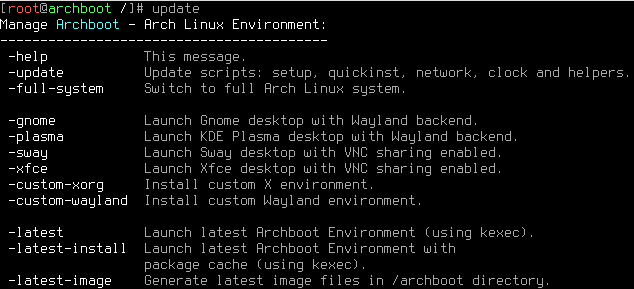 [root@archboot /]# update
Manage Archboot - Arch Linux Environment:
-----------------------------------------
-help            This message.
-update          Update scripts: setup, quickinst, network, clock and helpers.
-full-system     Switch to full Arch Linux system.
-gnome           Launch Gnome desktop with Wayland backend.
-plasma          Launch KDE Plasma desktop with Wayland backend.
-sway            Launch Sway desktop with VNC sharing enabled.
-xfce            Launch Xfce desktop with VNC sharing enabled.
-custom-xorg     Install custom X environment.
-custom-wayland  Install custom Wayland environment.
-latest          Launch latest Archboot Environment (using kexec).
-latest-install  Launch latest Archboot Environment with
package cache (using kexec).
-latest-image    Generate latest image files in /archboot directory.